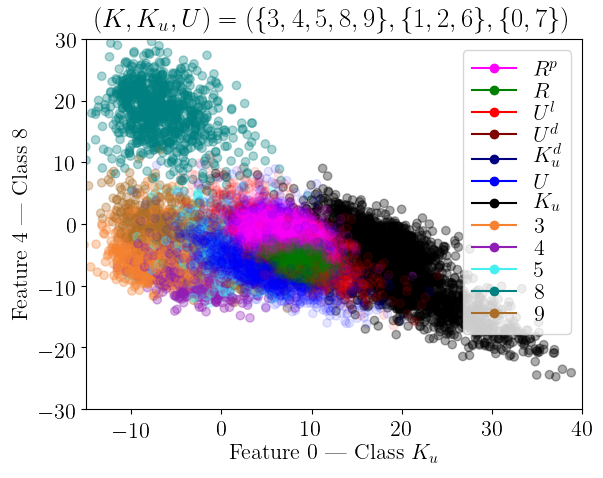 (K, K_u, U) = ({3, 4, 5, 8, 9}, {1, 2, 6}, {0, 7})
Feature 4 — Class 8
30
20
10
0
−10
−20
−30
−10
0
10
20
30
40
Feature 0 — Class K_u
R^p
R
U^l
U^d
K_u^d
U
K_u
3
4
5
8
9